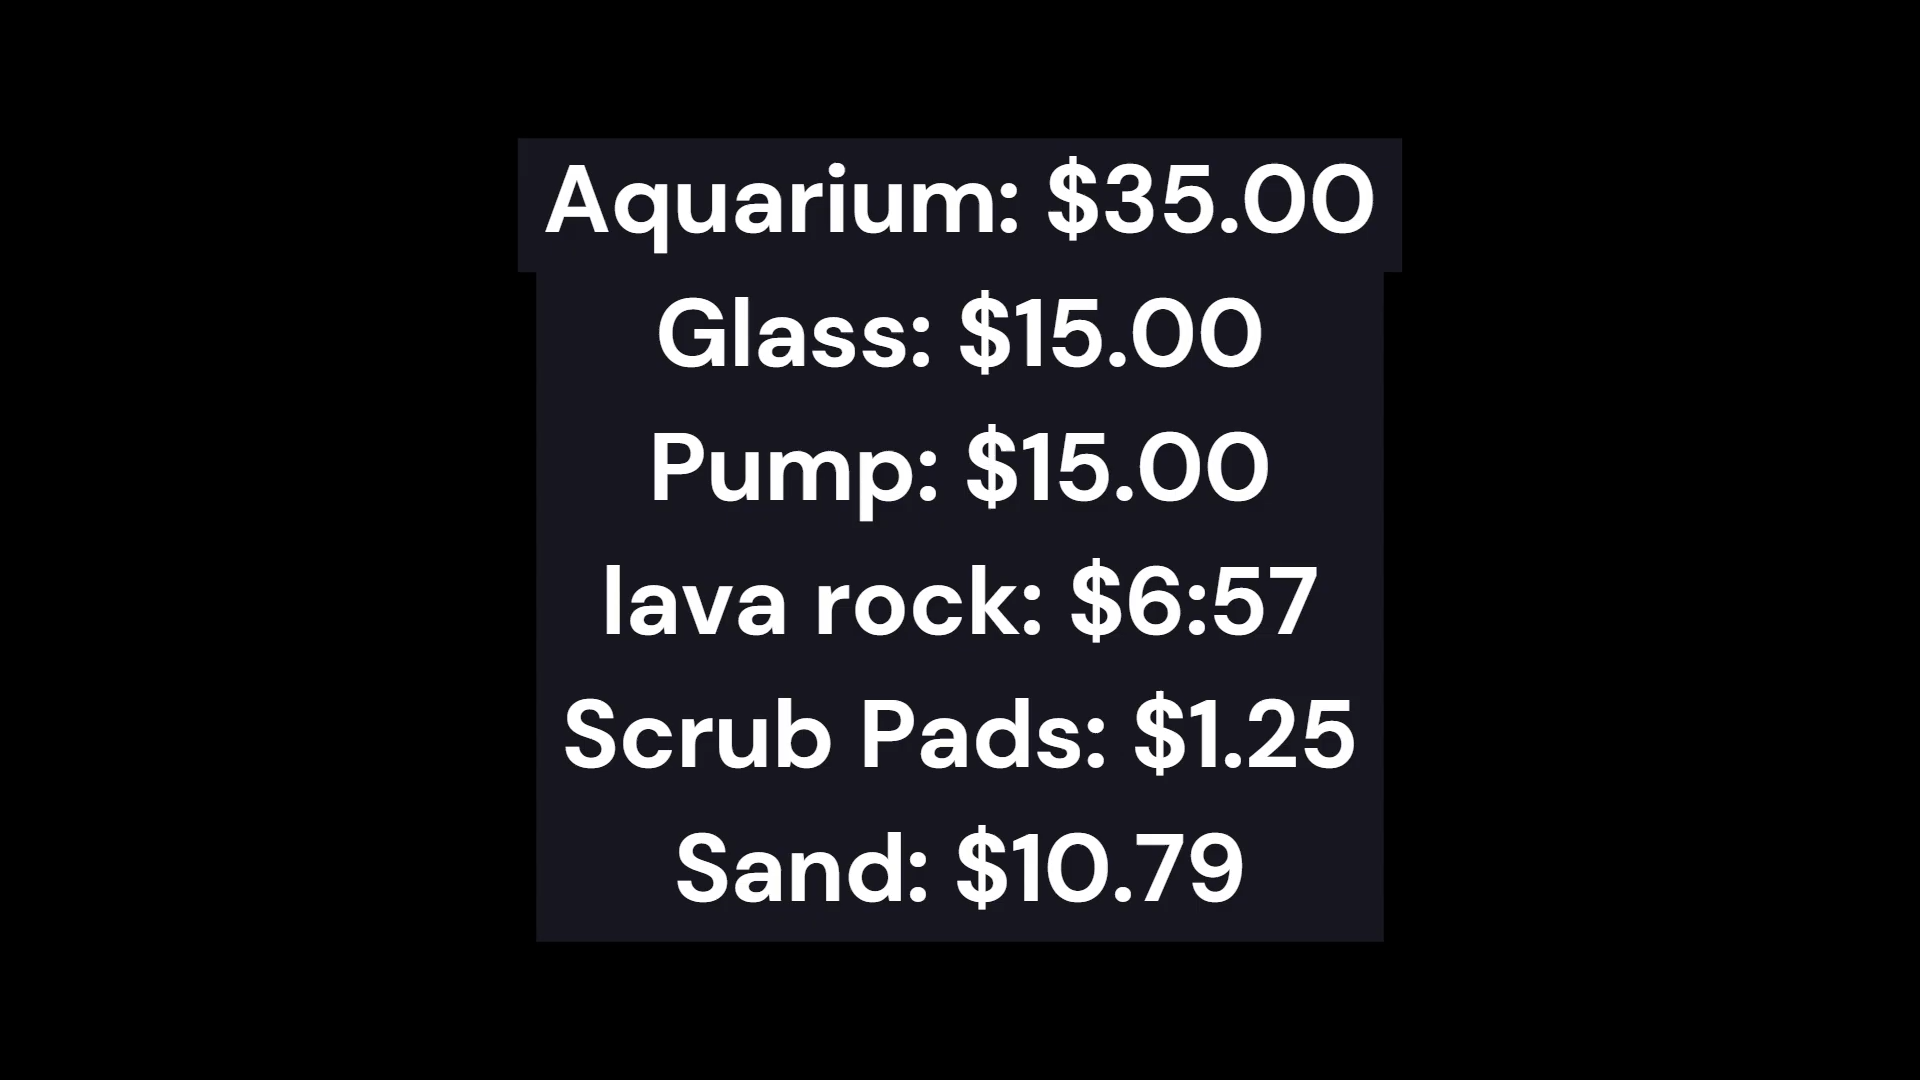 Aquarium: $35.00
Glass: $15.00
Pump: $15.00
lava rock: $6:57
Scrub Pads: $1.25
Sand: $10.79